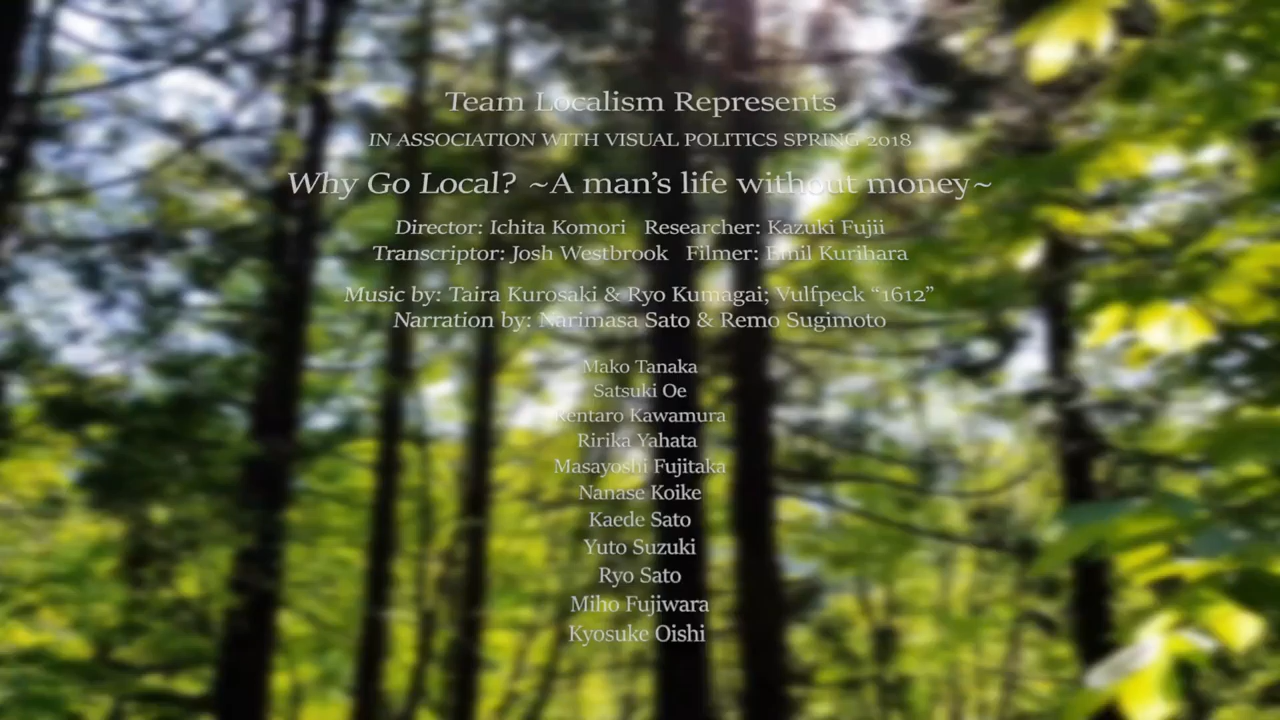 Team Localism Represents
IN ASSOCIATION WITH VISUAL POLITICS SPRING 2018
Why Go Local? ~A man's life without money~
Director: Ichita Komori Researcher: Kazuki Fujii
Transcriptor: Josh Westbrook Filmer: Emil Kurihara
Music by: Taira Kurosaki & Ryo Kumagai; Vulfpeck “1612”
Narration by: Narimasa Sato & Remo Sugimoto
Mako Tanaka
Satsuki Oe
Kentaro Kawamura
Ririka Yahata
Masayoshi Fujitaka
Nanase Koike
Kaede Sato
Yuto Suzuki
Ryo Sato
Miho Fujiwara
Kyosuke Oishi